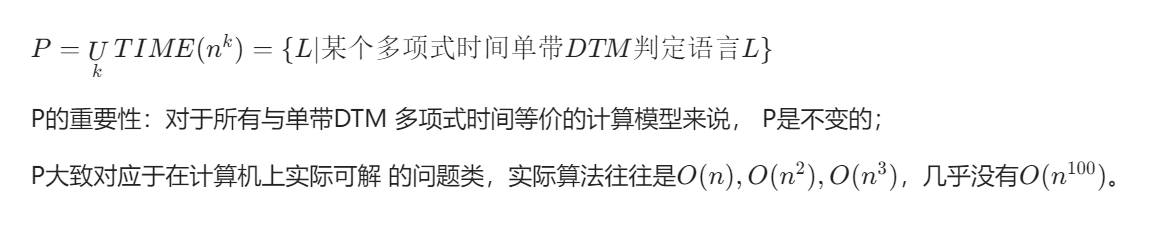 P = U_k TIME(n^k) = {L|某个多项式时间单带DTM判定语言L}
P的重要性：对于所有与单带DTM 多项式时间等价的计算模型来说， P是不变的；
P大致对应于在计算机上实际可解 的问题类，实际算法往往是O(n), O(n^2), O(n^3)，几乎没有O(n^100)。